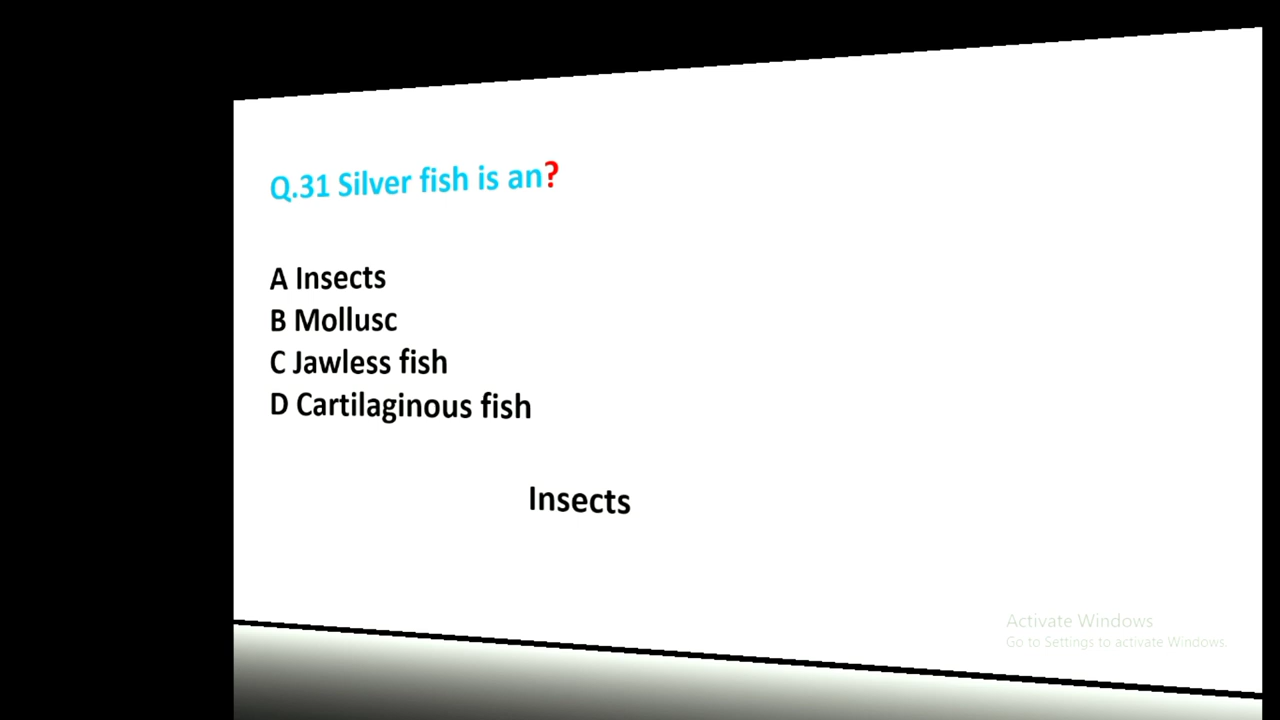 Q.31 Silver fish is an?
A Insects
B Mollusc
C Jawless fish
D Cartilaginous fish
Insects
Activate Windows
Go to Settings to activate Windows.